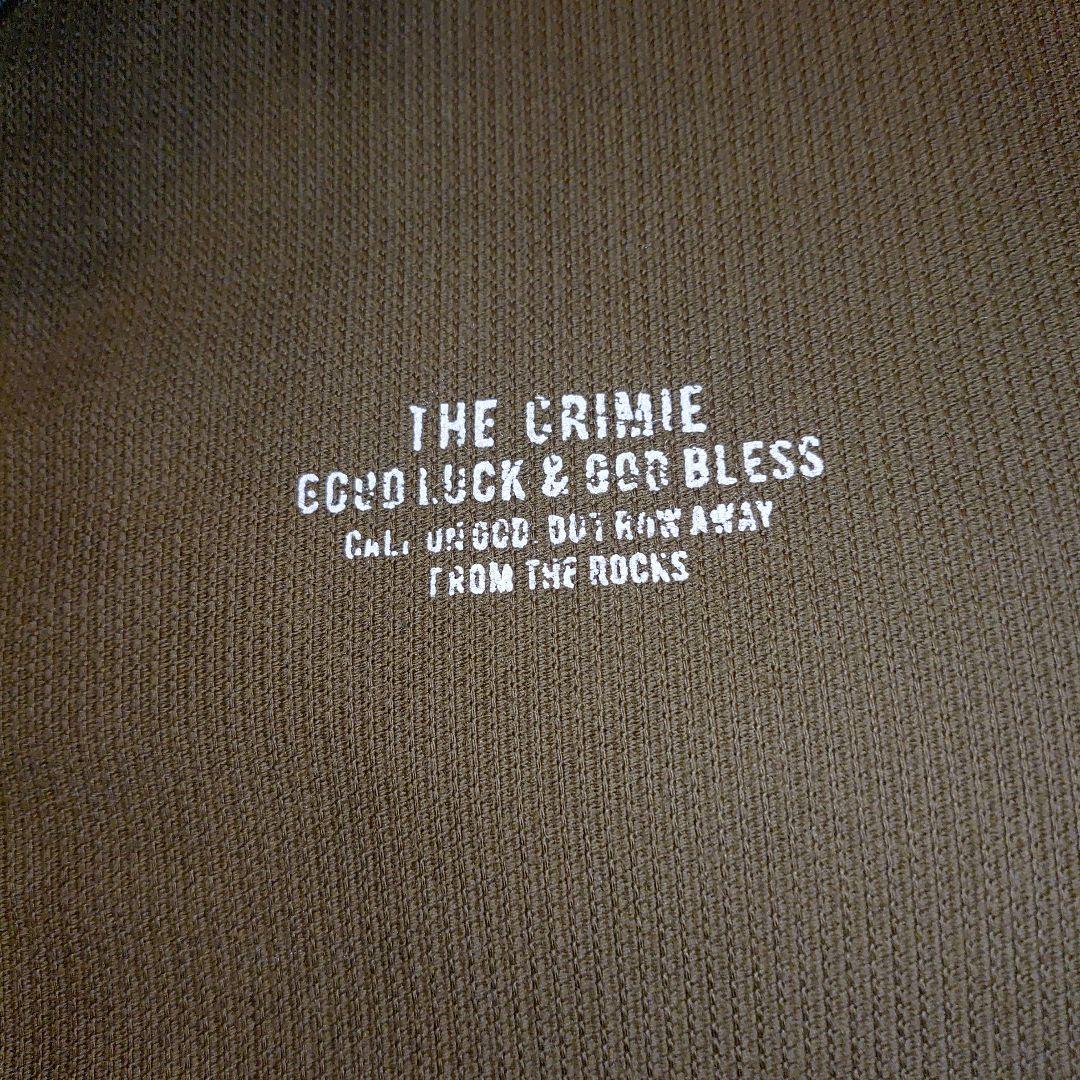 THE CRIMIE
GOOD LUCK & GOD BLESS
CALL ON GOD, BUT ROW AWAY
FROM THE ROCKS